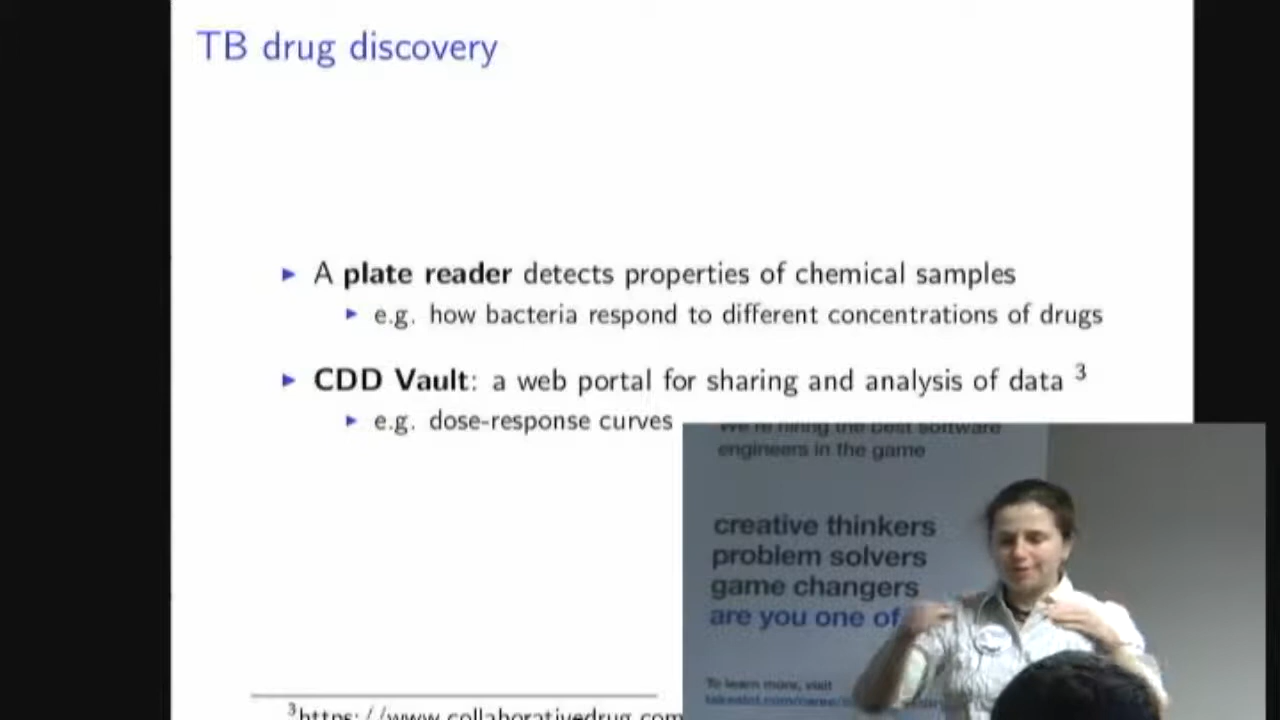 TB drug discovery
▶ A plate reader detects properties of chemical samples
▶ e.g. how bacteria respond to different concentrations of drugs
▶ CDD Vault: a web portal for sharing and analysis of data 3
▶ e.g. dose-response curves
3https://www.collaborativedrug.com
We're hiring the best software
engineers in the game
creative thinkers
problem solvers
game changers
are you one of
To learn more, visit